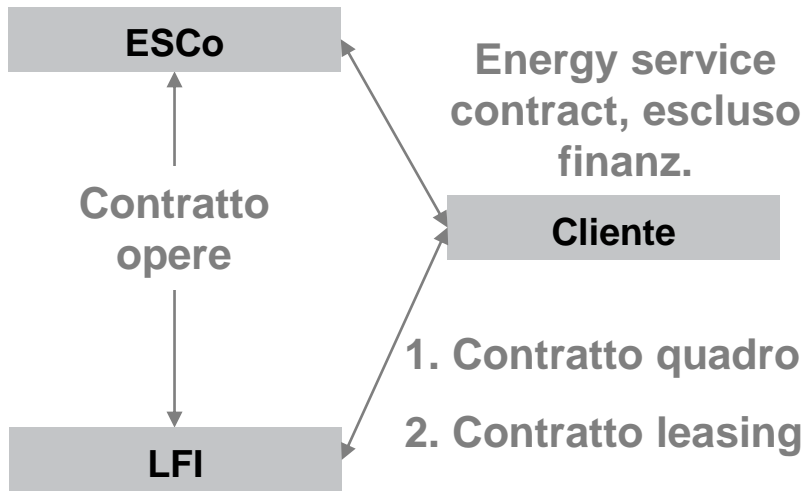 ESCo
Energy service
contract, escluso
finanz.
Contratto
opere
Cliente
1. Contratto quadro
2. Contratto leasing
LFI